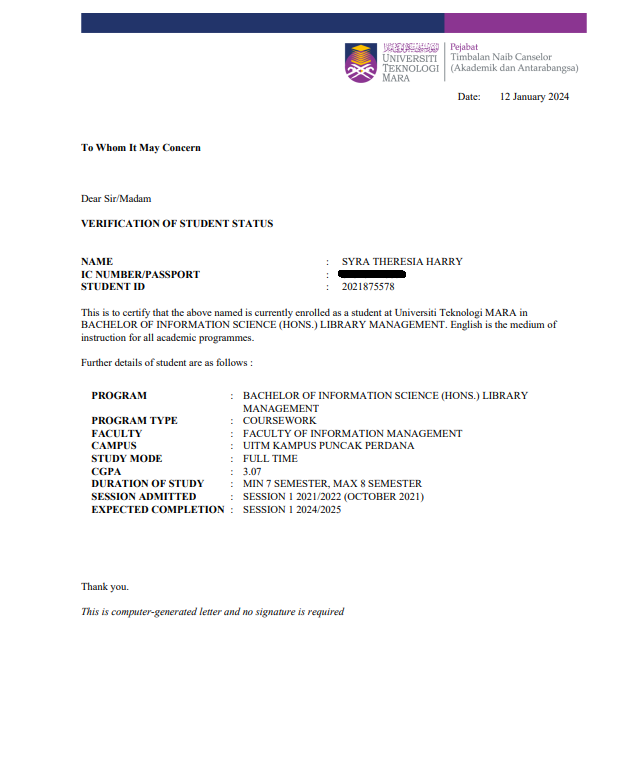 UNIVERSITI
TEKNOLOGI
MARA
Pejabat
Timbalan Naib Canselor
(Akademik dan Antarabangsa)
Date: 12 January 2024
To Whom It May Concern
Dear Sir/Madam
VERIFICATION OF STUDENT STATUS
NAME : SYRA THERESIA HARRY
IC NUMBER/PASSPORT :
STUDENT ID : 2021875578
This is to certify that the above named is currently enrolled as a student at Universiti Teknologi MARA in
BACHELOR OF INFORMATION SCIENCE (HONS.) LIBRARY MANAGEMENT. English is the medium of
instruction for all academic programmes.
Further details of student are as follows :
PROGRAM : BACHELOR OF INFORMATION SCIENCE (HONS.) LIBRARY
MANAGEMENT
PROGRAM TYPE : COURSEWORK
FACULTY : FACULTY OF INFORMATION MANAGEMENT
CAMPUS : UITM KAMPUS PUNCAK PERDANA
STUDY MODE : FULL TIME
CGPA : 3.07
DURATION OF STUDY : MIN 7 SEMESTER, MAX 8 SEMESTER
SESSION ADMITTED : SESSION 1 2021/2022 (OCTOBER 2021)
EXPECTED COMPLETION : SESSION 1 2024/2025
Thank you.
This is computer-generated letter and no signature is required